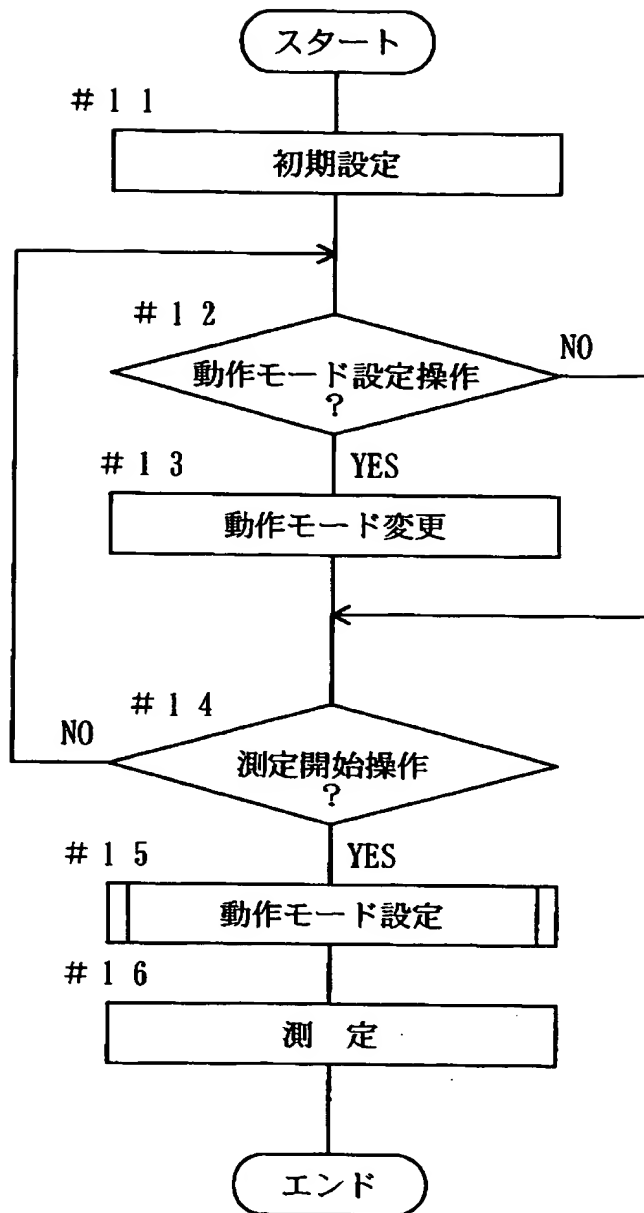 スタート
#11
初期設定
#12
動作モード設定操作
?
NO
#13
YES
動作モード変更
#14
NO
測定開始操作
?
#15
YES
動作モード設定
#16
測 定
エンド